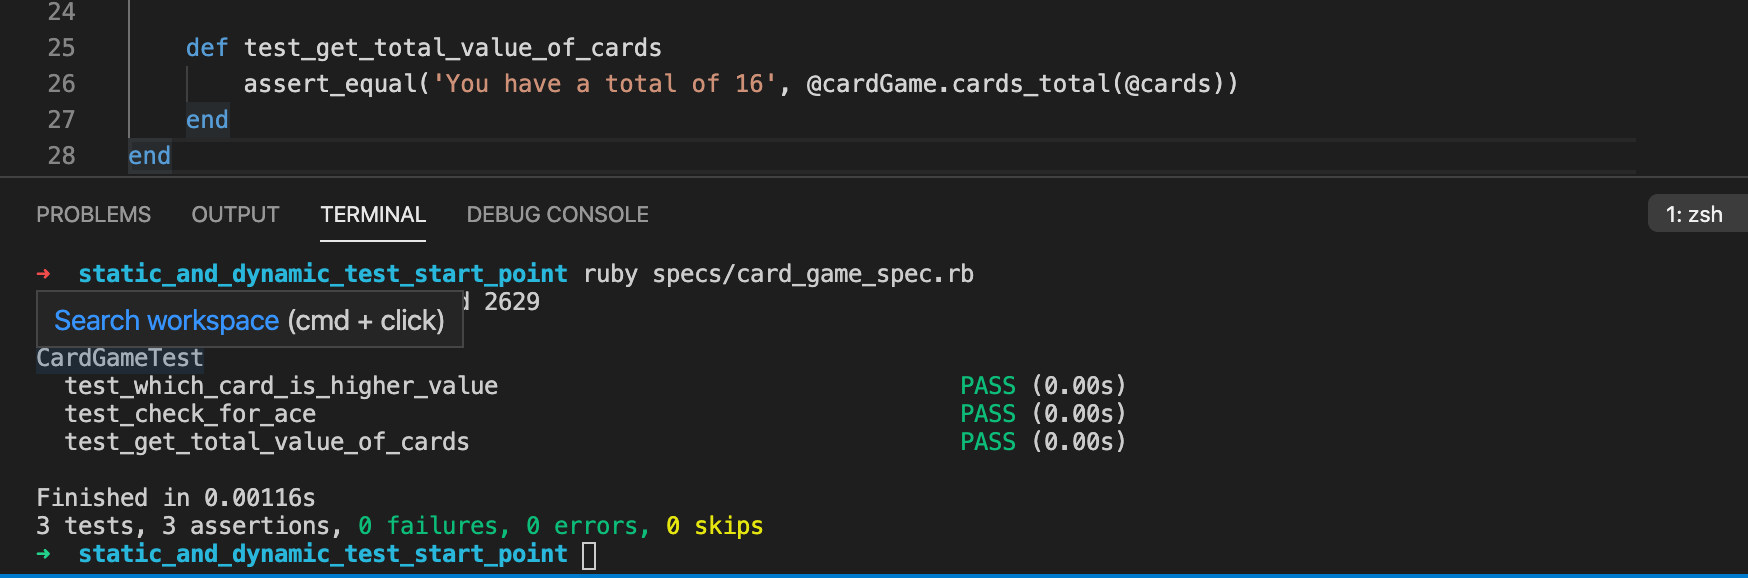 24
25 def test_get_total_value_of_cards
26 assert_equal('You have a total of 16', @cardGame.cards_total(@cards))
27 end
28 end
PROBLEMS OUTPUT TERMINAL DEBUG CONSOLE 1: zsh
➜ static_and_dynamic_test_start_point ruby specs/card_game_spec.rb
2629
Search workspace (cmd + click)
CardGameTest
test_which_card_is_higher_value PASS (0.00s)
test_check_for_ace PASS (0.00s)
test_get_total_value_of_cards PASS (0.00s)
Finished in 0.00116s
3 tests, 3 assertions, 0 failures, 0 errors, 0 skips
➜ static_and_dynamic_test_start_point